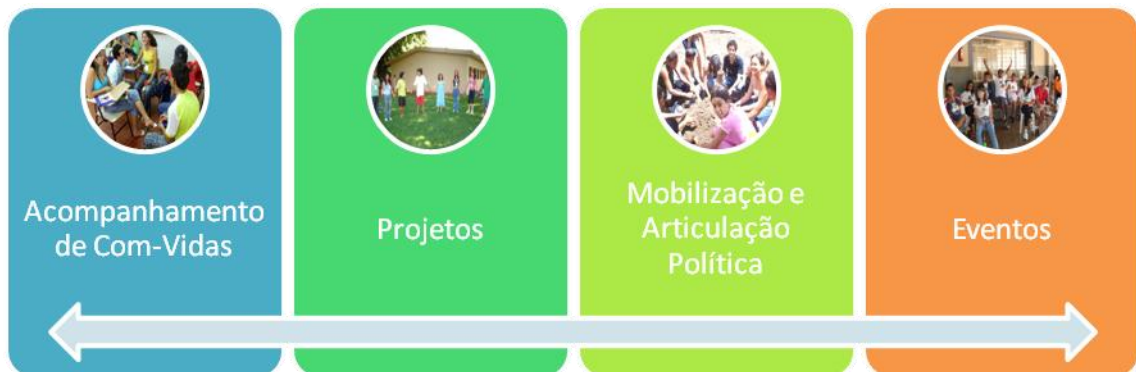 Acompanhamento
de Com-Vidas
Projetos
Mobilização e
Articulação
Política
Eventos